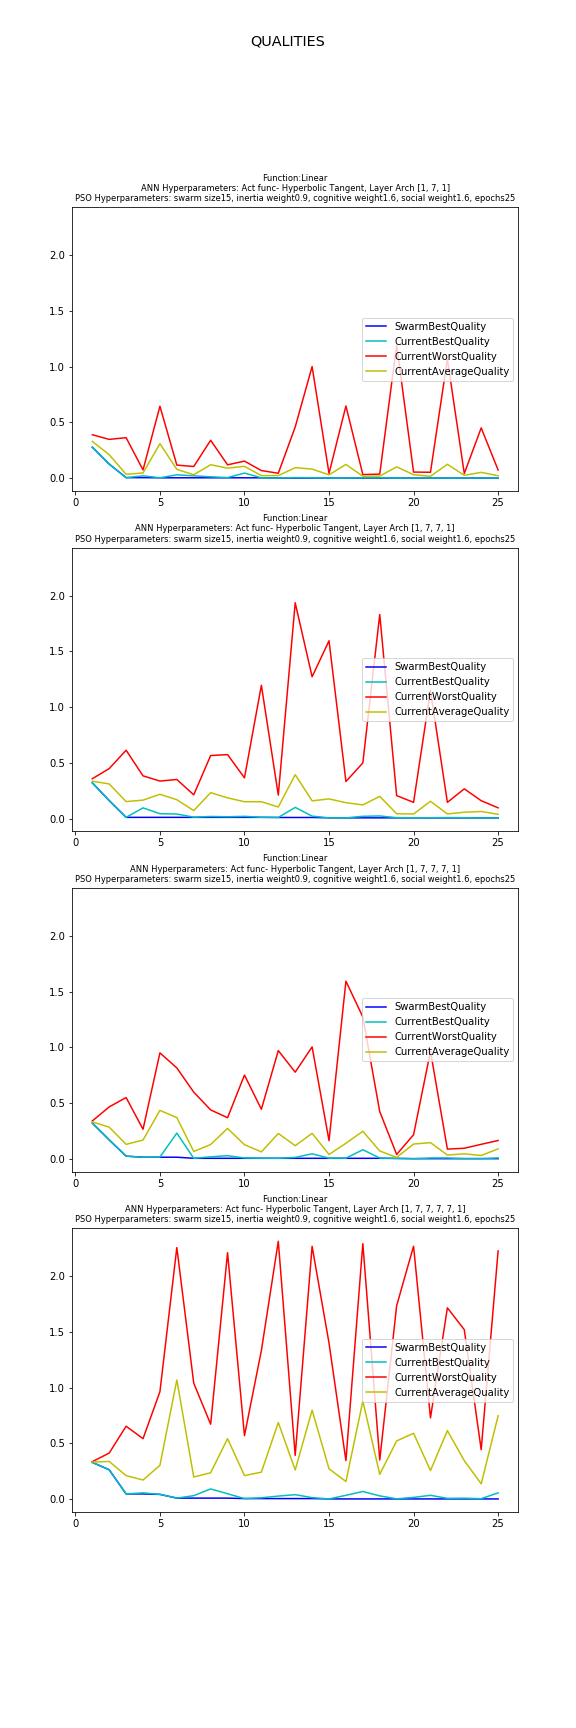 QUALITIES
Function:Linear
ANN Hyperparameters: Act func- Hyperbolic Tangent, Layer Arch [1, 7, 1]
PSO Hyperparameters: swarm size15, inertia weight0.9, cognitive weight1.6, social weight1.6, epochs25
2.0
1.5
1.0
0.5
0.0
SwarmBestQuality
CurrentBestQuality
CurrentWorstQuality
CurrentAverageQuality
0 5 10 15 20 25
Function:Linear
ANN Hyperparameters: Act func- Hyperbolic Tangent, Layer Arch [1, 7, 7, 1]
PSO Hyperparameters: swarm size15, inertia weight0.9, cognitive weight1.6, social weight1.6, epochs25
2.0
1.5
1.0
0.5
0.0
SwarmBestQuality
CurrentBestQuality
CurrentWorstQuality
CurrentAverageQuality
0 5 10 15 20 25
Function:Linear
ANN Hyperparameters: Act func- Hyperbolic Tangent, Layer Arch [1, 7, 7, 7, 1]
PSO Hyperparameters: swarm size15, inertia weight0.9, cognitive weight1.6, social weight1.6, epochs25
2.0
1.5
1.0
0.5
0.0
SwarmBestQuality
CurrentBestQuality
CurrentWorstQuality
CurrentAverageQuality
0 5 10 15 20 25
Function:Linear
ANN Hyperparameters: Act func- Hyperbolic Tangent, Layer Arch [1, 7, 7, 7, 7, 1]
PSO Hyperparameters: swarm size15, inertia weight0.9, cognitive weight1.6, social weight1.6, epochs25
2.0
1.5
1.0
0.5
0.0
SwarmBestQuality
CurrentBestQuality
CurrentWorstQuality
CurrentAverageQuality
0 5 10 15 20 25